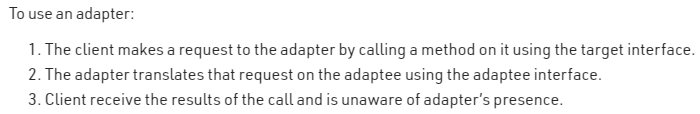 To use an adapter:
1. The client makes a request to the adapter by calling a method on it using the target interface.
2. The adapter translates that request on the adaptee using the adaptee interface.
3. Client receive the results of the call and is unaware of adapter's presence.